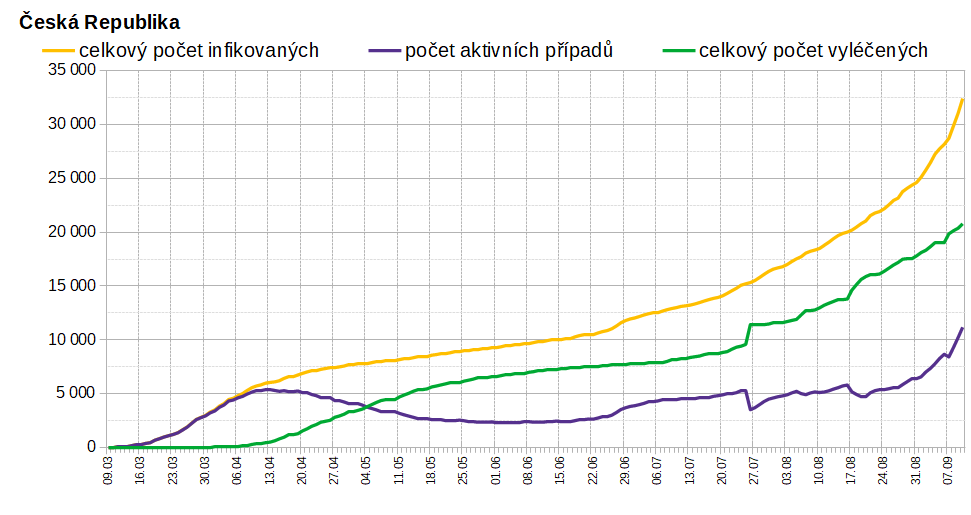 Česká Republika
celkový počet infikovaných počet aktivních případů celkový počet vyléčených
35 000
30 000
25 000
20 000
15 000
10 000
5 000
0
09.03 16.03 23.03 30.03 06.04 13.04 20.04 27.04 04.05 11.05 18.05 25.05 01.06 08.06 15.06 22.06 29.06 06.07 13.07 20.07 27.07 03.08 10.08 17.08 24.08 31.08 07.09